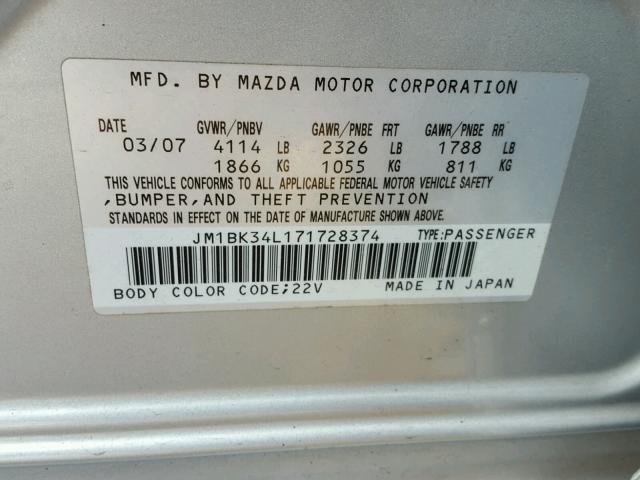 MFD. BY MAZDA MOTOR CORPORATION
DATE GVWR/PNBV GAWR/PNBE FRT GAWR/PNBE RR
03/07 4114 LB 2326 LB 1788 LB
1866 KG 1055 KG 811 KG
THIS VEHICLE CONFORMS TO ALL APPLICABLE FEDERAL MOTOR VEHICLE SAFETY
,BUMPER,AND THEFT PREVENTION
STANDARDS IN EFFECT ON THE DATE OF MANUFACTURE SHOWN ABOVE.
JM1BK34L171728374 TYPE:PASSENGER
BODY COLOR CODE;22V MADE IN JAPAN